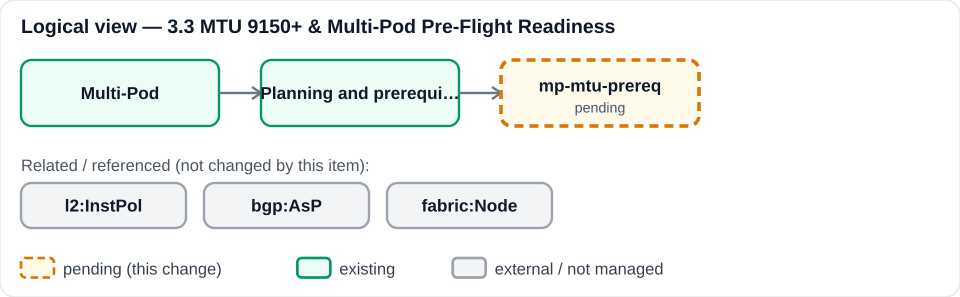 Logical view — 3.3 MTU 9150+ & Multi-Pod Pre-Flight Readiness
Multi-Pod
Planning and prerequi…
mp-mtu-prereq
pending
Related / referenced (not changed by this item):
l2:InstPol
bgp:AsP
fabric:Node
pending (this change)
existing
external / not managed